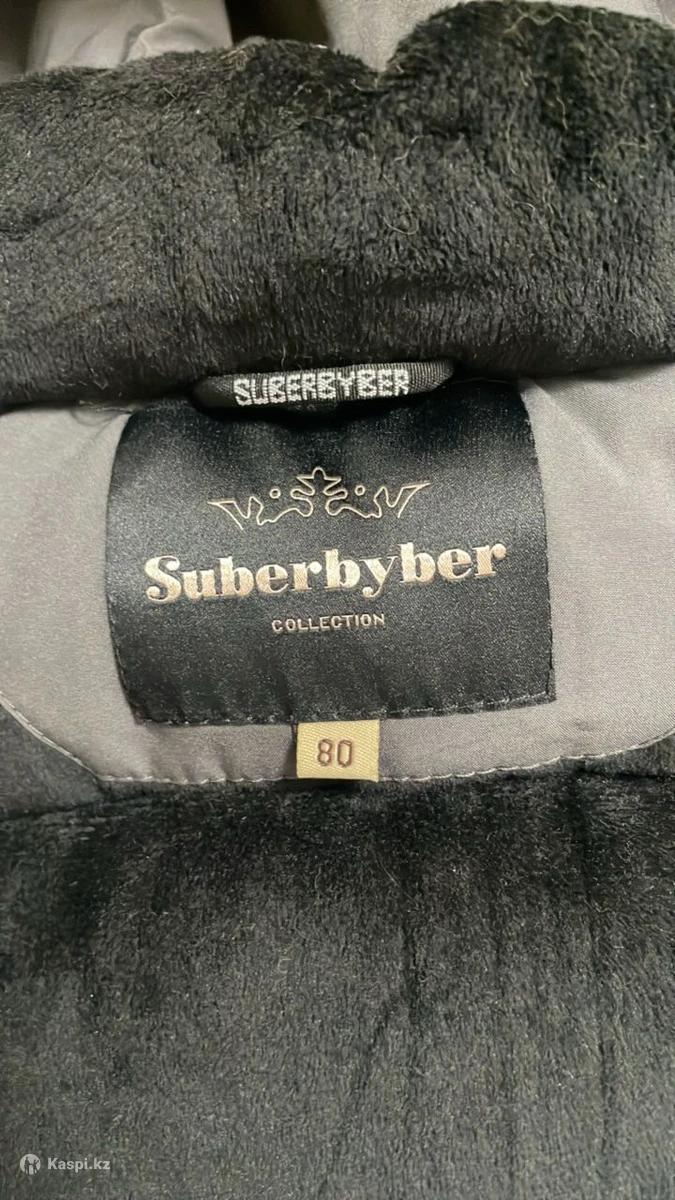 SUBERBYBER
Suberbyber
COLLECTION
80
Kaspi.kz